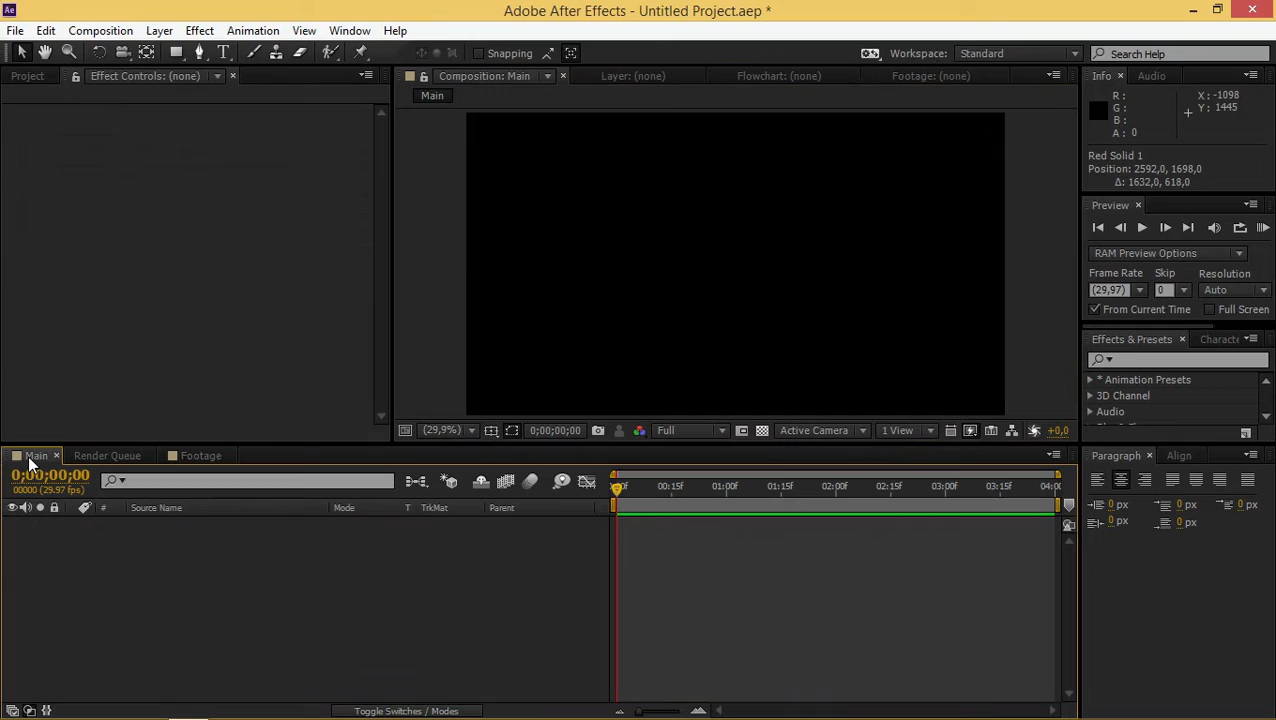 Ae Adobe After Effects - Untitled Project.aep *
File Edit Composition Layer Effect Animation View Window Help
T Snapping Workspace: Standard Search Help
Project Effect Controls: (none) Composition: Main Layer: (none) Flowchart: (none) Footage: (none) Info Audio
Main
R : X : -1098
G : Y : 1445
B :
A : 0
Red Solid 1
Position: 2592,0, 1698,0
Δ: 1632,0, 618,0
Preview
RAM Preview Options
Frame Rate Skip Resolution
(29,97) 0 Auto
From Current Time Full Screen
Effects & Presets Characte
* Animation Presets
3D Channel
Audio
(29,9%) 0;00;00;00 Full Active Camera 1 View +0,0
Main Render Queue Footage Paragraph Align
0;00;00;00
00000 (29.97 fps)
00:15f 01:00f 01:15f 02:00f 02:15f 03:00f 03:15f 04:00
# Source Name Mode T TrkMat Parent
0 px 0 px 0 px
0 px 0 px
Toggle Switches / Modes